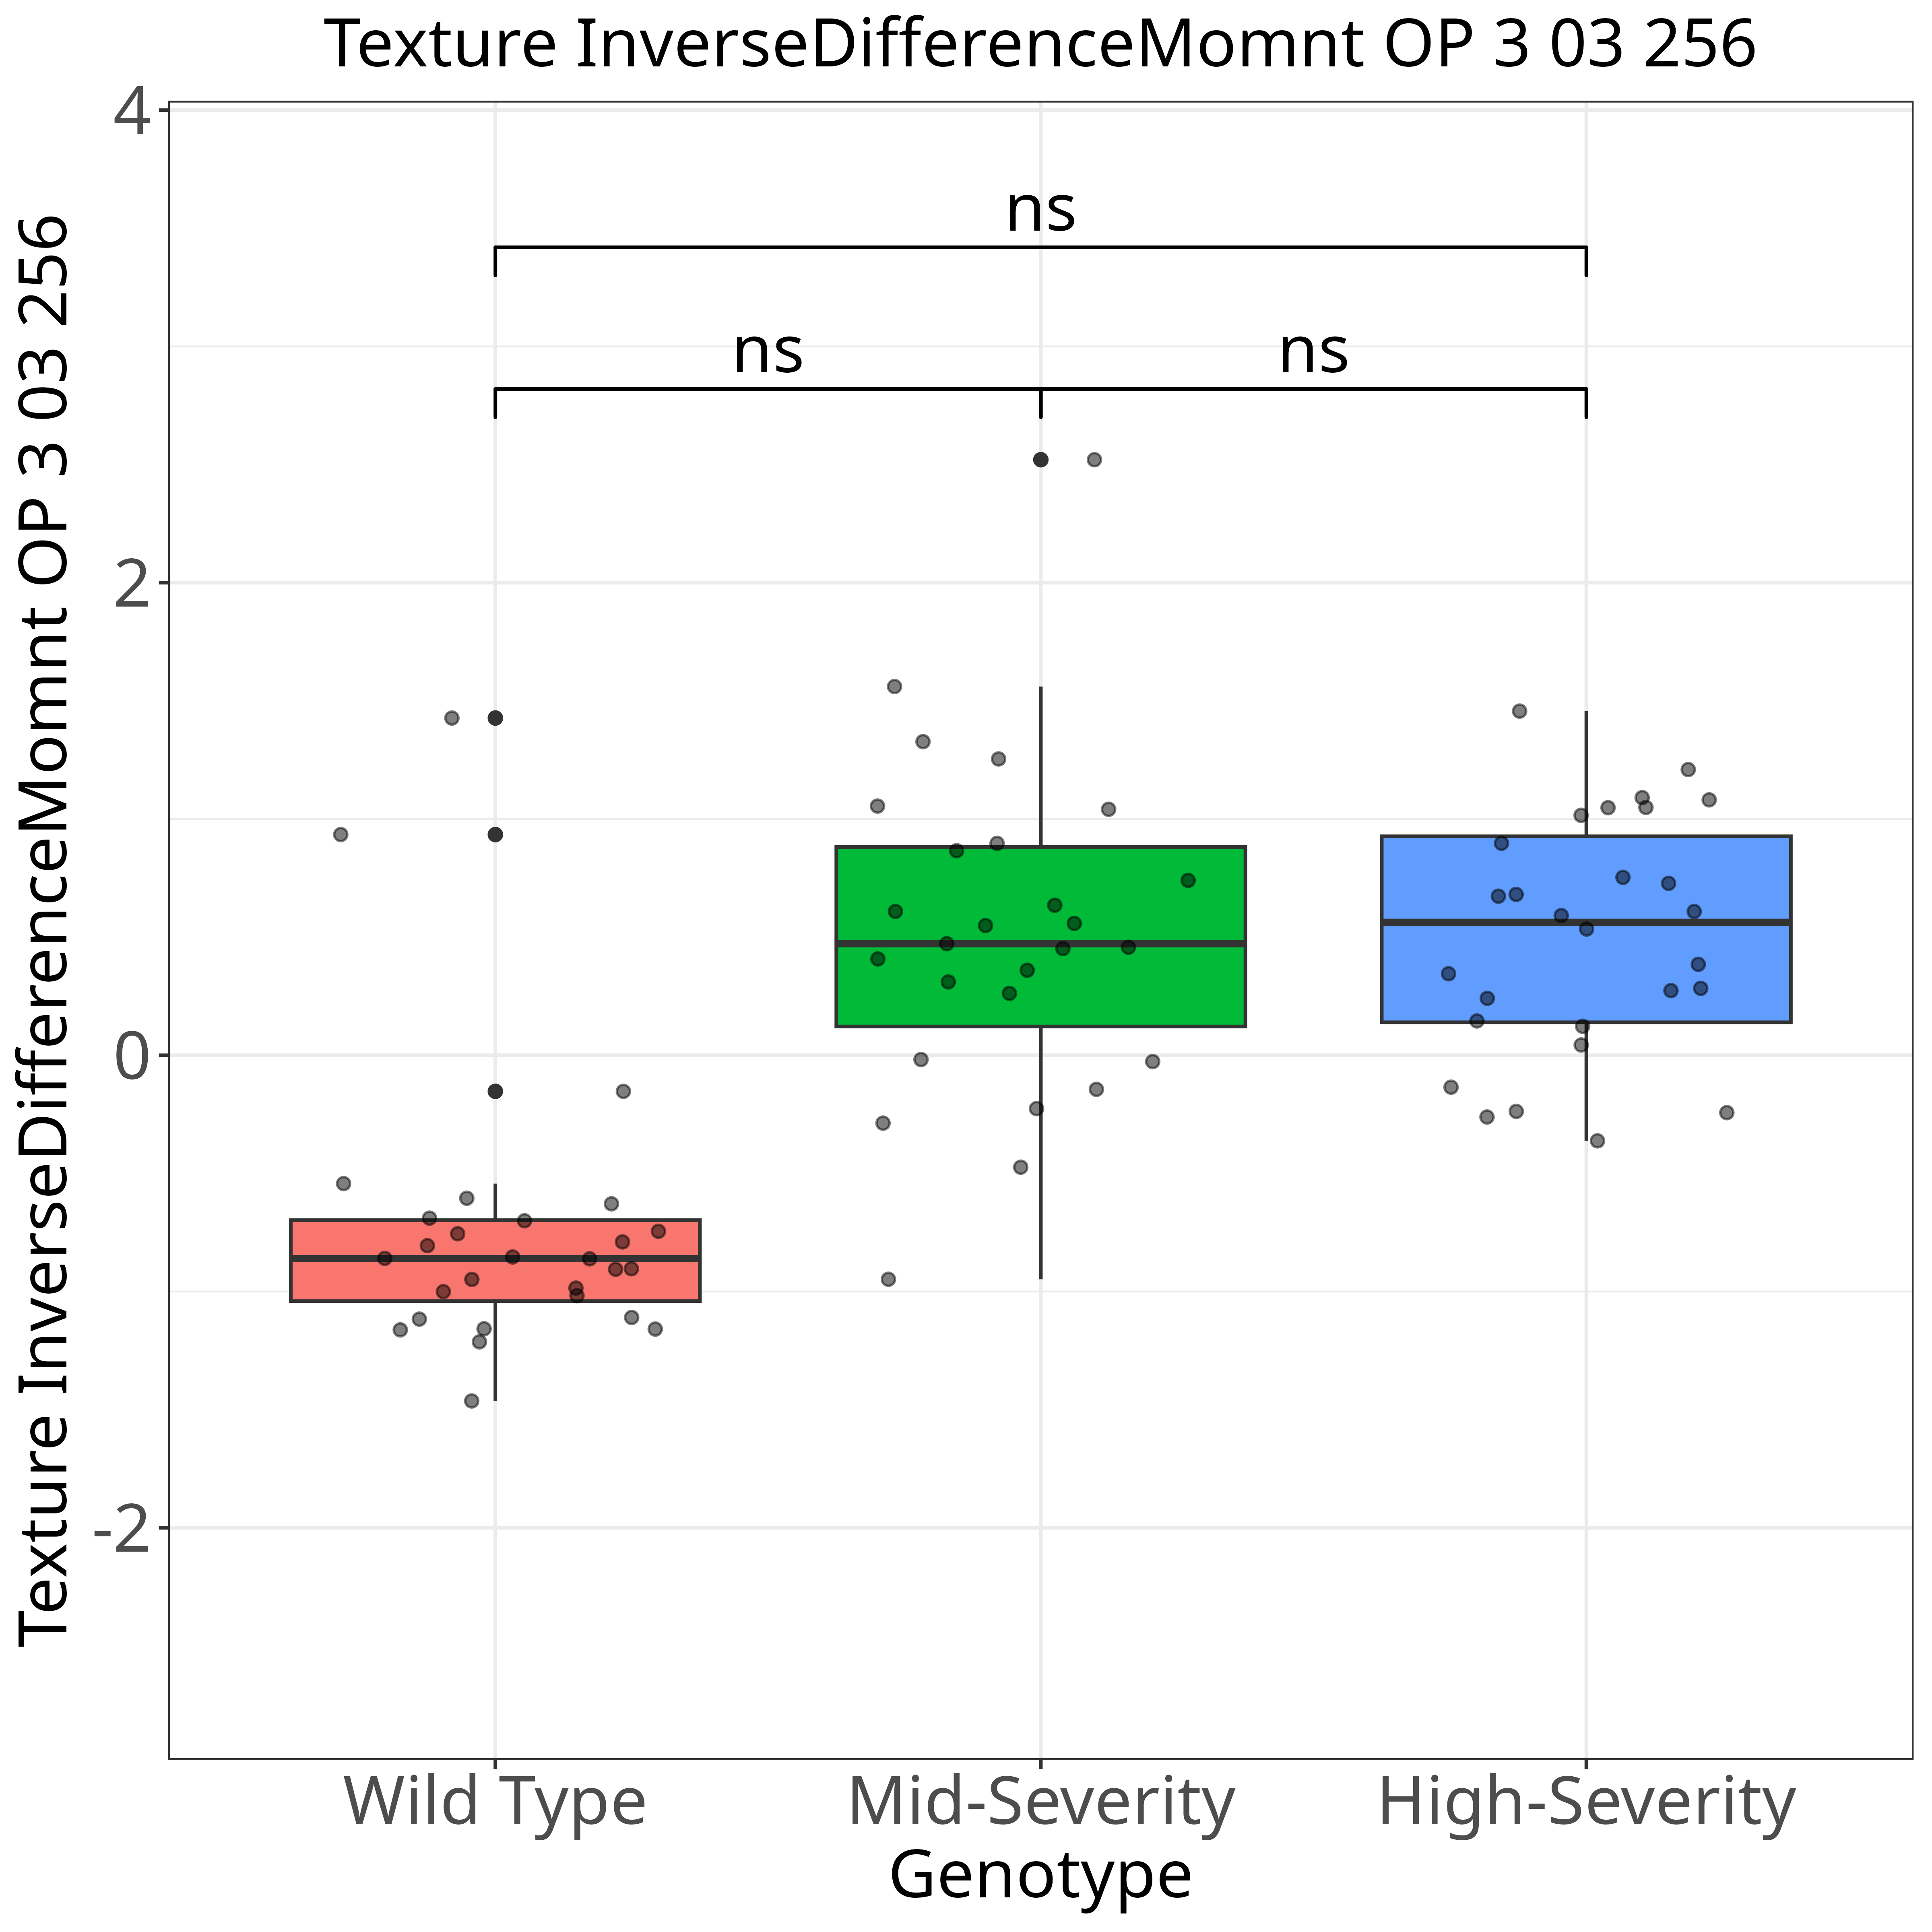 Texture InverseDifferenceMomnt OP 3 03 256
Texture InverseDifferenceMomnt OP 3 03 256
4
2
0
-2
ns
ns ns
Wild Type Mid-Severity High-Severity
Genotype